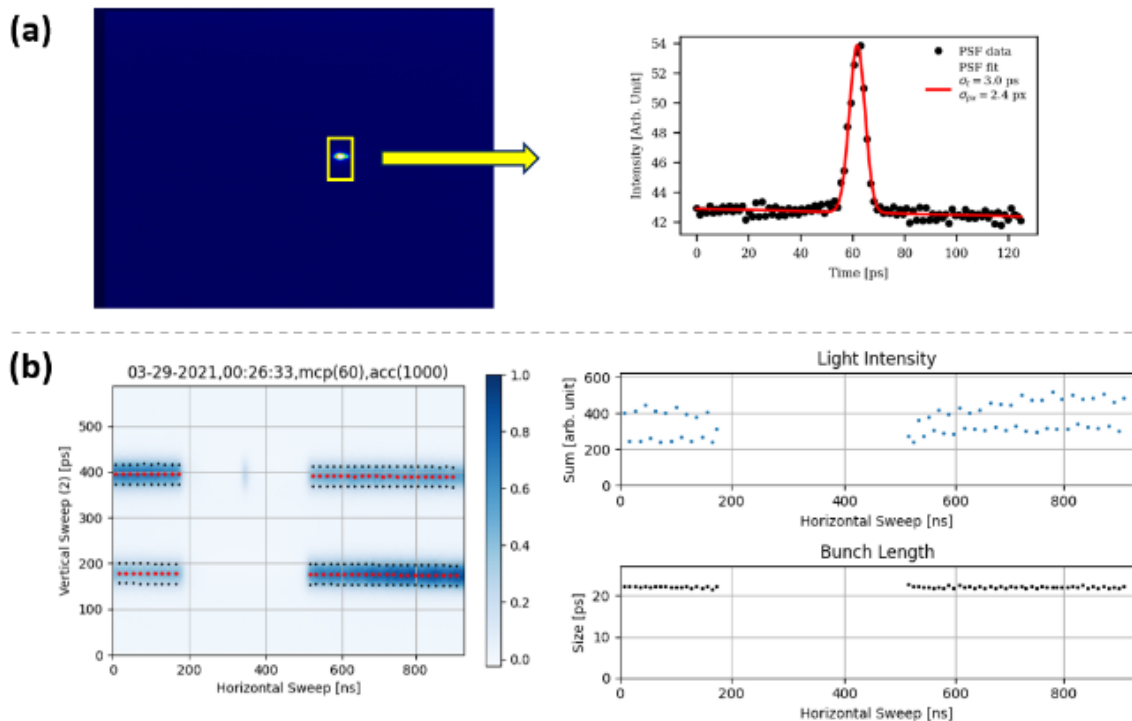 (a)
54
52
50
48
46
44
42
Intensity [Arb. Unit]
PSF data
PSF fit
σt = 3.0 ps
σpx = 2.4 px
0
20
40
60
80
100
120
Time [ps]
(b)
03-29-2021,00:26:33,mcp(60),acc(1000)
500
400
300
200
100
0
Vertical Sweep (2) [ps]
0
200
400
600
800
Horizontal Sweep [ns]
1.0
0.8
0.6
0.4
0.2
0.0
Light Intensity
600
400
200
0
Sum [arb. unit]
0
200
400
600
800
Horizontal Sweep [ns]
Bunch Length
20
10
0
Size [ps]
0
200
400
600
800
Horizontal Sweep [ns]